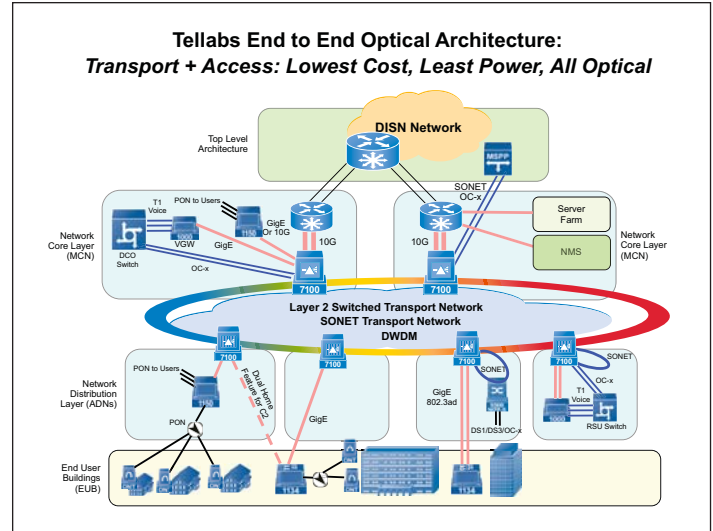 Tellabs End to End Optical Architecture:
Transport + Access: Lowest Cost, Least Power, All Optical
DISN Network
Top Level
Architecture
MSPP
SONET
OC-x
PON to Users
T1
Voice
1150
GigE
Or 10G
10G
10G
Server
Farm
NMS
Network
Core Layer
(MCN)
DCO
Switch
1000
VGW
GigE
OC-x
7100
7100
Network
Core Layer
(MCN)
Layer 2 Switched Transport Network
SONET Transport Network
DWDM
7100
7100
7100
7100
PON to Users
Network
Distribution
Layer (ADNs)
1150
PON
Dual Home
Feature for C2
GigE
GigE
802.3ad
SONET
DS1/DS3/OC-x
SONET
OC-x
T1
Voice
1000
RSU Switch
End User
Buildings
(EUB)
1134
1134